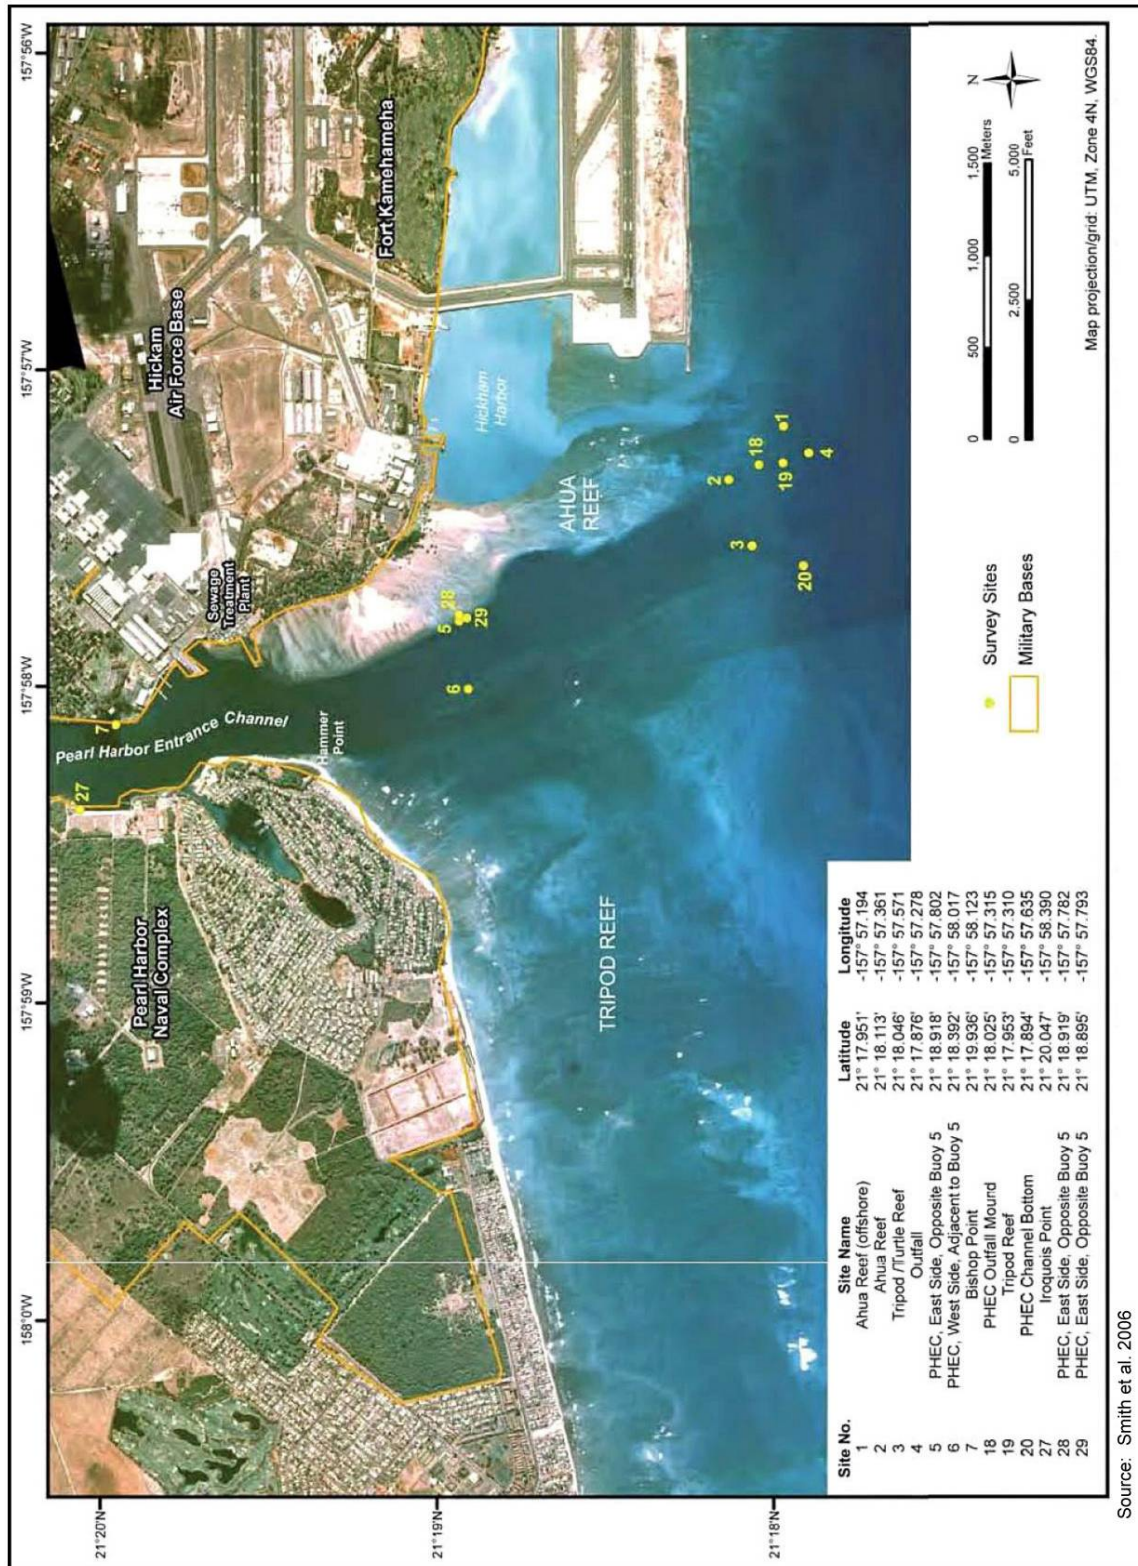 158°0'W
157°59'W
157°58'W
157°57'W
157°56'W
21°20'N
21°19'N
21°18'N
Pearl Harbor
Naval Complex
27
7
Pearl Harbor Entrance Channel
Hammer
Point
Sewage
Treatment
Plant
Hickam
Air Force Base
Fort Kamehameha
Hickham
Harbor
AHUA
REEF
TRIPOD REEF
5
28
29
6
2
18
1
3
19
4
20
Site No. Site Name Latitude Longitude
1 Ahua Reef (offshore) 21° 17.951' -157° 57.194
2 Ahua Reef 21° 18.113' -157° 57.361
3 Tripod /Turtle Reef 21° 18.046' -157° 57.571
4 Outfall 21° 17.876' -157° 57.278
5 PHEC, East Side, Opposite Buoy 5 21° 18.918' -157° 57.802
6 PHEC, West Side, Adjacent to Buoy 5 21° 18.392' -157° 58.017
7 Bishop Point 21° 19.936' -157° 58.123
18 PHEC Outfall Mound 21° 18.025' -157° 57.315
19 Tripod Reef 21° 17.953' -157° 57.310
20 PHEC Channel Bottom 21° 17.894' -157° 57.635
27 Iroquois Point 21° 20.047' -157° 58.390
28 PHEC, East Side, Opposite Buoy 5 21° 18.919' -157° 57.782
29 PHEC, East Side, Opposite Buoy 5 21° 18.895' -157° 57.793
Survey Sites
Military Bases
0 500 1,000 1,500
Meters
0 2,500 5,000
Feet
N
Map projection/grid: UTM, Zone 4N, WGS84.
Source: Smith et al. 2006